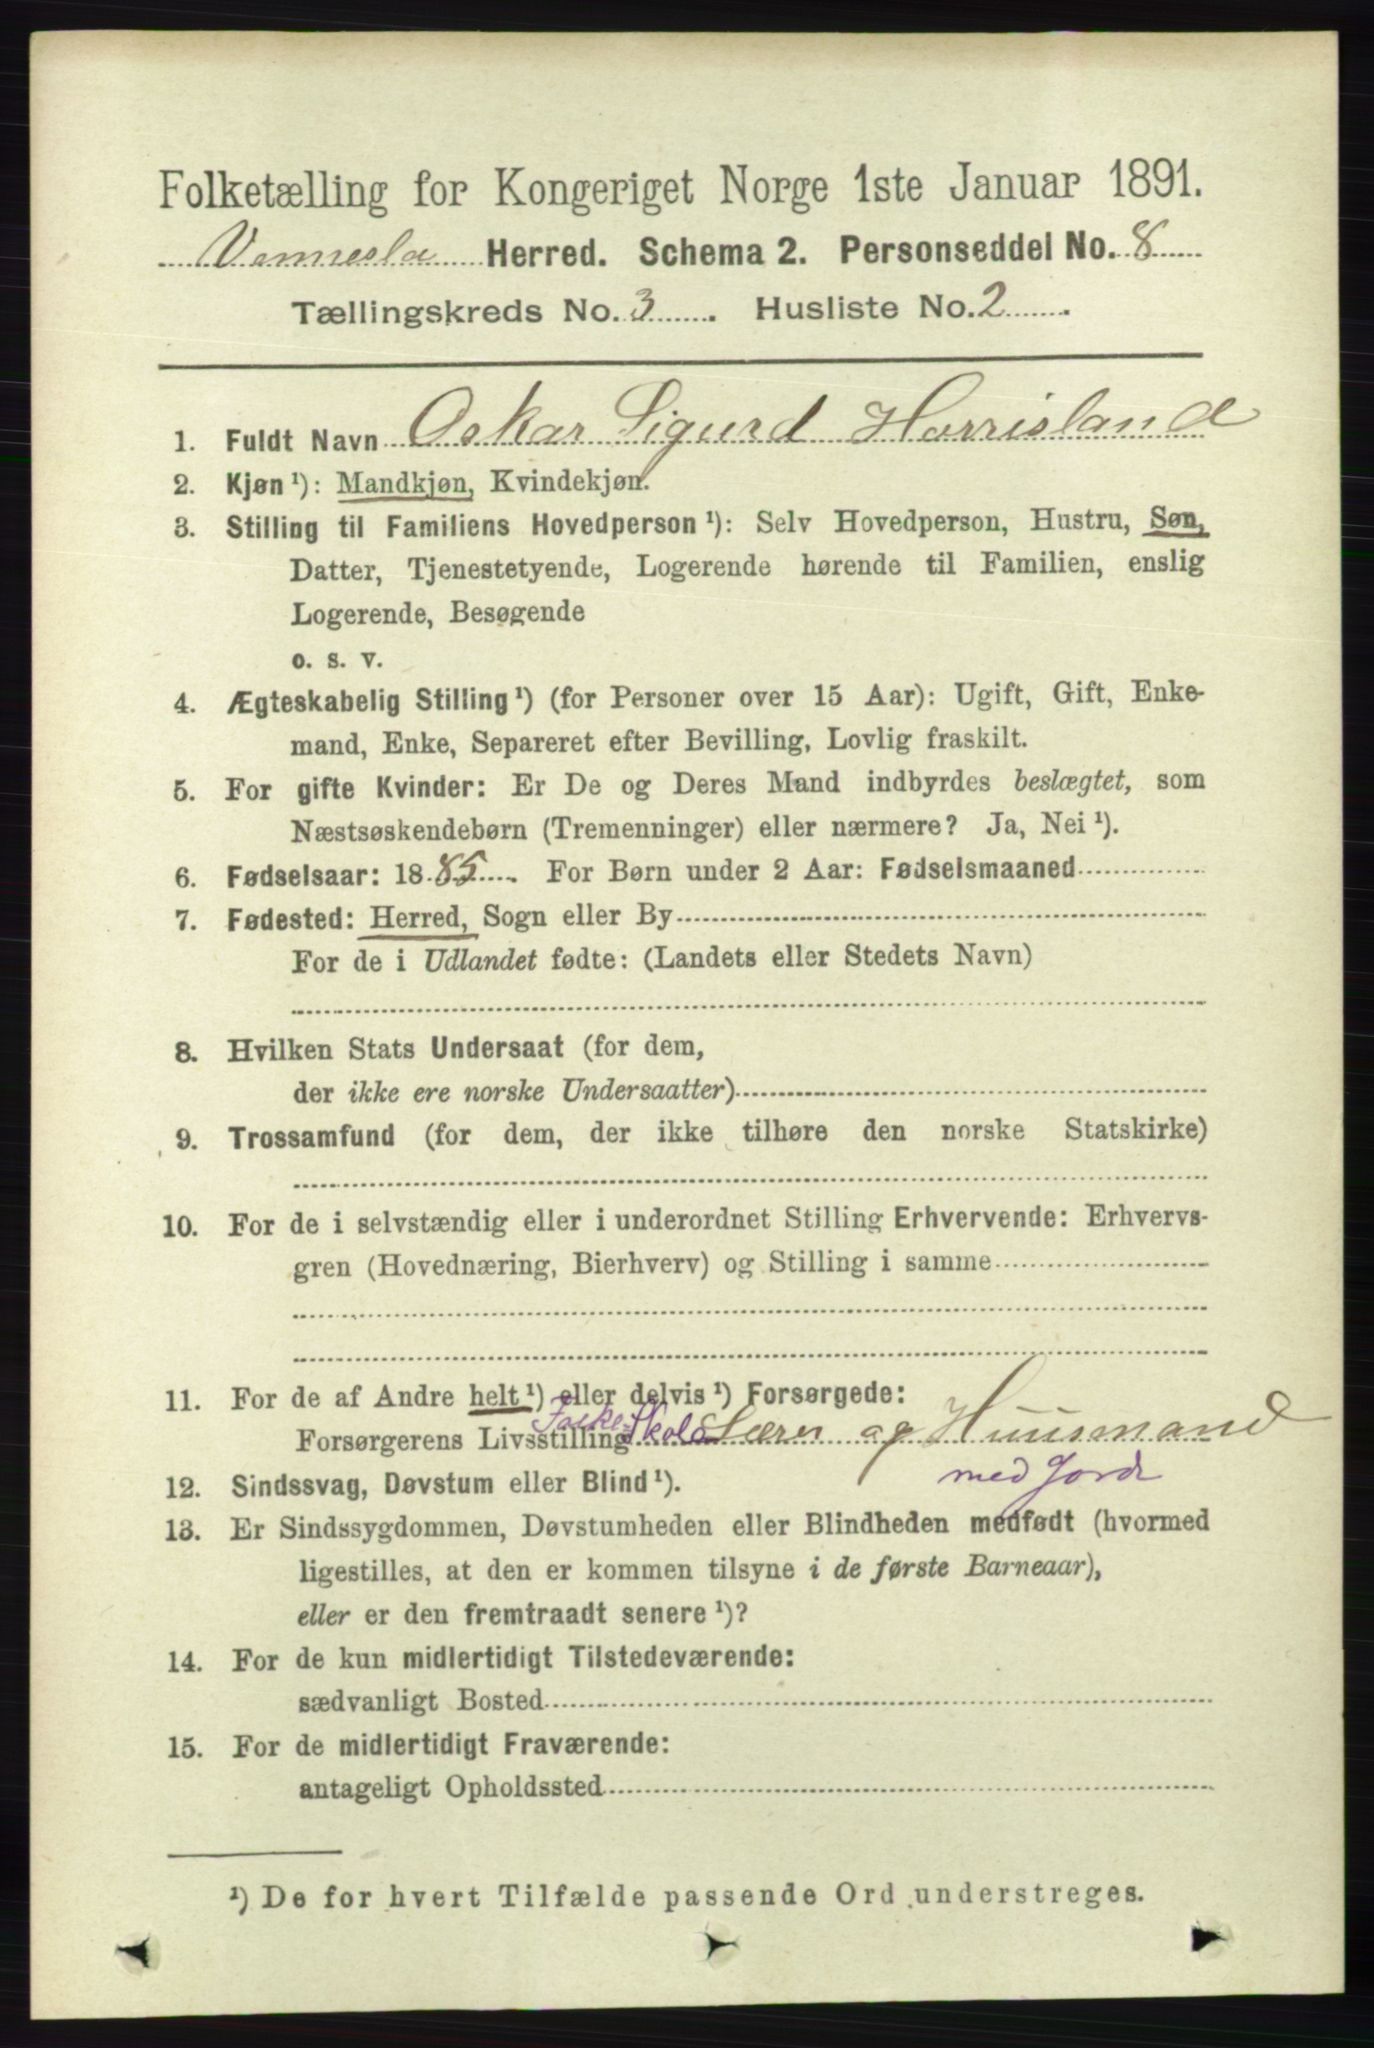 Folketælling for Kongeriget Norge 1ste Januar 1891.
Vennesla Herred. Schema 2. Personseddel No. 8
Tællingskreds No. 3. Husliste No. 2.
1. Fuldt Navn Oskar Sigurd Horrisland
2. Kjøn ¹): Mandkjøn, Kvindekjøn.
3. Stilling til Familiens Hovedperson ¹): Selv Hovedperson, Hustru, Søn,
Datter, Tjenestetyende, Logerende hørende til Familien, enslig
Logerende, Besøgende
o. s. v.
4. Ægteskabelig Stilling ¹) (for Personer over 15 Aar): Ugift, Gift, Enke-
mand, Enke, Separeret efter Bevilling, Lovlig fraskilt.
5. For gifte Kvinder: Er De og Deres Mand indbyrdes beslægtet, som
Næstsøskendebørn (Tremenninger) eller nærmere? Ja, Nei ¹).
6. Fødselsaar: 1885. For Børn under 2 Aar: Fødselsmaaned
7. Fødested: Herred, Sogn eller By
For de i Udlandet fødte: (Landets eller Stedets Navn)
8. Hvilken Stats Undersaat (for dem,
der ikke ere norske Undersaatter)
9. Trossamfund (for dem, der ikke tilhøre den norske Statskirke)
10. For de i selvstændig eller i underordnet Stilling Erhvervende: Erhvervs-
gren (Hovednæring, Bierhverv) og Stilling i samme
11. For de af Andre helt ¹) eller delvis ¹) Forsørgede:
Forsørgerens Livsstilling Folke Skole Lærer og Huusmand
med Jord
12. Sindssvag, Døvstum eller Blind ¹).
13. Er Sindssygdommen, Døvstumheden eller Blindheden medfødt (hvormed
ligestilles, at den er kommen tilsyne i de første Barneaar),
eller er den fremtraadt senere ¹)?
14. For de kun midlertidigt Tilstedeværende:
sædvanligt Bosted
15. For de midlertidigt Fraværende:
antageligt Opholdssted
¹) De for hvert Tilfælde passende Ord understreges.